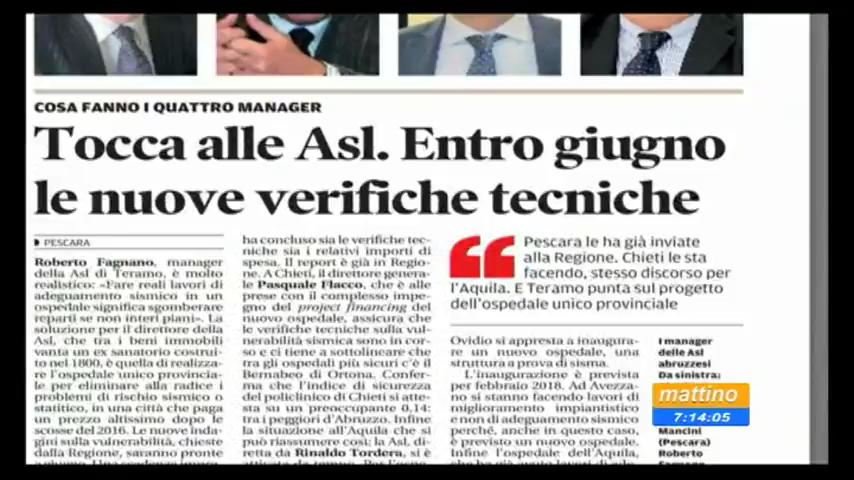 COSA FANNO I QUATTRO MANAGER
Tocca alle Asl. Entro giugno
le nuove verifiche tecniche
PESCARA
Roberto Fagnano, manager
della Asl di Teramo, è molto
realistico: «Fare reali lavori di
adeguamento sismico in un
ospedale significa sgomberare
reparti se non interi piani». La
soluzione per il direttore della
Asl, che tra i beni immobili
vanta un ex sanatorio costrui-
to nel 1800, è quella di realizza-
re l'ospedale unico provincia-
le per eliminare alla radice i
problemi di rischio sismico o
statitico, in una città che paga
un prezzo altissimo dopo le
scosse del 2016. Le nuove inda-
gini sulla vulnerabilità, chieste
dalla Regione, saranno pronte
ha concluso sia le verifiche tec-
niche sia i relativi importi di
spesa. Il report è già in Regio-
ne. A Chieti, il direttore genera-
le Pasquale Flacco, che è alle
prese con il complesso impe-
gno del project financing del
nuovo ospedale, assicura che
le verifiche tecniche sulla vul-
nerabilità sismica sono in cor-
so e ci tiene a sottolineare che
tra gli ospedali più sicuri c'è il
Bernabeo di Ortona. Confer-
ma che l'indice di sicurezza
del policlinico di Chieti si atte-
sta su un preoccupante 0,14:
tra i peggiori d'Abruzzo. Infine
la situazione all'Aquila che si
può riassumere così: la Asl, di-
retta da Rinaldo Tordera, si è
Pescara le ha già inviate
alla Regione. Chieti le sta
facendo, stesso discorso per
l'Aquila. E Teramo punta sul progetto
dell'ospedale unico provinciale
Ovidio si appresta a inaugura-
re un nuovo ospedale, una
struttura a prova di sisma.
L'inaugurazione è prevista
per febbraio 2018. Ad Avezza-
no si stanno facendo lavori di
miglioramento impiantistico
e non di adeguamento sismico
perché, anche in questo caso,
è previsto un nuovo ospedale.
Infine l'ospedale dell'Aquila,
I manager
delle Asl
abruzzesi
Da sinistra:
Mancini
(Pescara)
Roberto
mattino
7:14:05